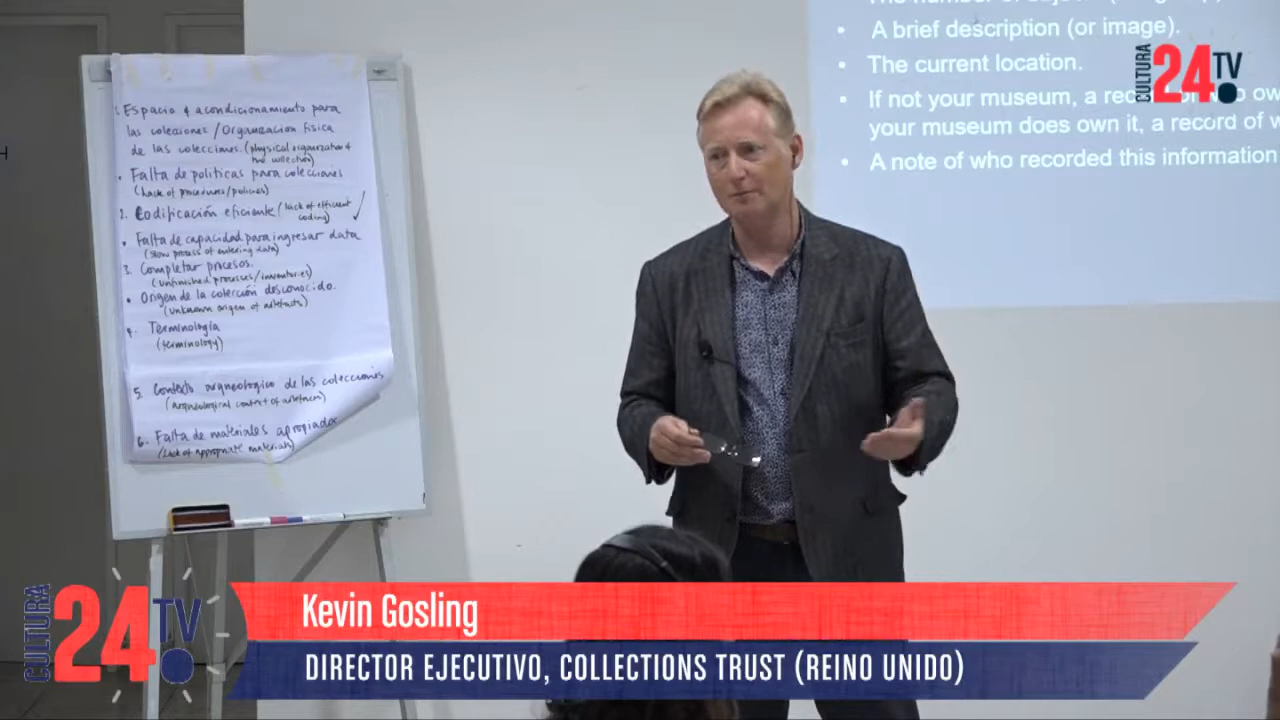 1. Espacio y acondicionamiento para
las colecciones / Organización física
de las colecciones. (physical organization of
the collection)
• Falta de políticas para colecciones
(Lack of procedures/policies)
2. Codificación eficiente (lack of efficient
coding) ✓
• Falta de capacidad para ingresar data
(slow process of entering data)
3. Completar procesos.
(unfinished processes/inventories)
• Origen de la colección desconocido.
(unknown origin of artefacts)
4. Terminología
(terminology)
5. Contexto arqueologico de las colecciones
(archaeological context of artefacts)
6. Falta de materiales apropiados
(Lack of appropriate materials)
• A brief description (or image).
• The current location.
• If not your museum, a record of who
your museum does own it, a record of
• A note of who recorded this information
CULTURA
24 TV
CULTURA
24 TV
Kevin Gosling
DIRECTOR EJECUTIVO, COLLECTIONS TRUST (REINO UNIDO)